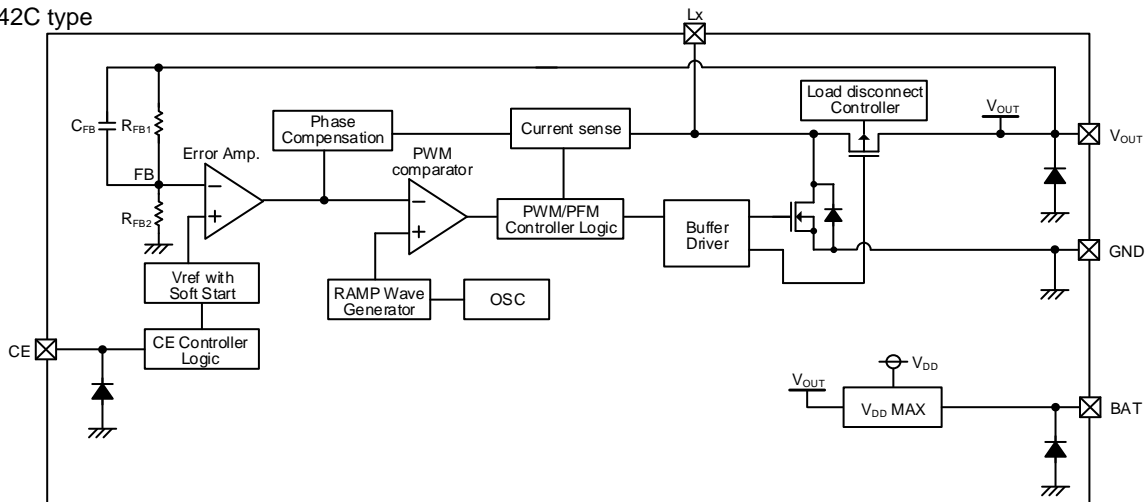 42C type
Lx
Load disconnect
Controller
VOUT
CFB
RFB1
Phase
Compensation
Current sense
VOUT
Error Amp.
PWM
comparator
FB
−
−
RFB2
+
+
PWM/PFM
Controller Logic
Buffer
Driver
GND
Vref with
Soft Start
RAMP Wave
Generator
OSC
CE
CE Controller
Logic
VDD
VOUT
VDD MAX
BAT